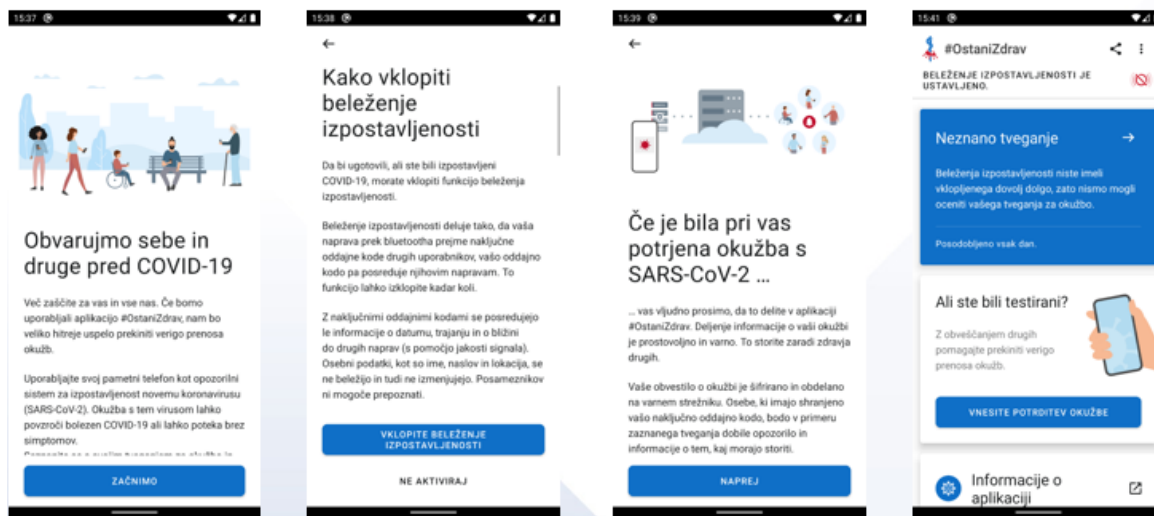 15:37
Obvarujmo sebe in
druge pred COVID-19
Več zaščite za vas in vse nas. Če bomo
uporabljali aplikacijo #OstaniZdrav, nam bo
veliko hitreje uspelo prekiniti verigo prenosa
okužb.
Uporabljajte svoj pametni telefon kot opozorilni
sistem za izpostavljenost novemu koronavirusu
(SARS-CoV-2). Okužba s tem virusom lahko
povzroči bolezen COVID-19 ali lahko poteka brez
simptomov.
ZAČNIMO
15:38
Kako vklopiti
beleženje
izpostavljenosti
Da bi ugotovili, ali ste bili izpostavljeni
COVID-19, morate vklopiti funkcijo beleženja
izpostavljenosti.
Beleženje izpostavljenosti deluje tako, da vaša
naprava prek bluetootha prejme naključne
oddajne kode drugih uporabnikov, vašo oddajno
kodo pa posreduje njihovim napravam. To
funkcijo lahko izklopite kadar koli.
Z naključnimi oddajnimi kodami se posredujejo
le informacije o datumu, trajanju in o bližini
do drugih naprav (s pomočjo jakosti signala).
Osebni podatki, kot so ime, naslov in lokacija, se
ne beležijo in tudi ne izmenjujejo. Posameznikov
ni mogoče prepoznati.
VKLOPITE BELEŽENJE
IZPOSTAVLJENOSTI
NE AKTIVIRAJ
15:39
Če je bila pri vas
potrjena okužba s
SARS-CoV-2 ...
... vas vljudno prosimo, da to delite v aplikaciji
#OstaniZdrav. Deljenje informacije o vaši okužbi
je prostovoljno in varno. To storite zaradi zdravja
drugih.
Vaše obvestilo o okužbi je šifrirano in obdelano
na varnem strežniku. Osebe, ki imajo shranjeno
vašo naključno oddajno kodo, bodo v primeru
zaznanega tveganja dobile opozorilo in
informacije o tem, kaj morajo storiti.
NAPREJ
15:41
#OstaniZdrav
BELEŽENJE IZPOSTAVLJENOSTI JE
USTAVLJENO.
Neznano tveganje
Beleženja izpostavljenosti niste imeli
vklopljenega dovolj dolgo, zato nismo mogli
oceniti vašega tveganja za okužbo.
Posodobljeno vsak dan.
Ali ste bili testirani?
Z obveščanjem drugih
pomagajte prekiniti verigo
prenosa okužb.
VNESITE POTRDITEV OKUŽBE
Informacije o
aplikaciji